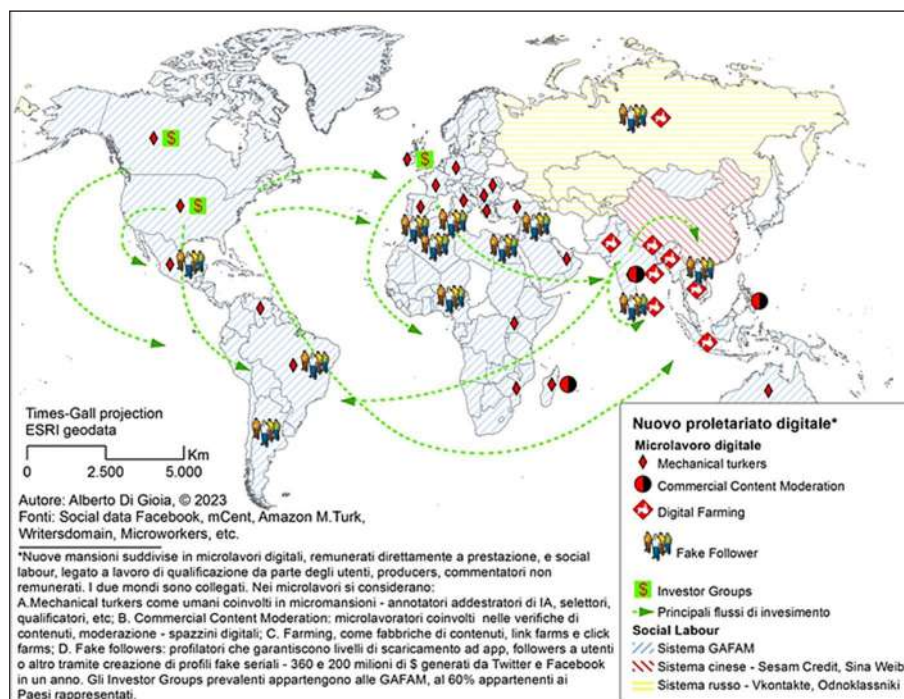 Times-Gall projection
ESRI geodata
0 2.500 5.000 Km
Autore: Alberto Di Gioia, © 2023
Fonti: Social data Facebook, mCent, Amazon M.Turk,
Writersdomain, Microworkers, etc.
*Nuove mansioni suddivise in microlavori digitali, remunerati direttamente a prestazione, e social
labour, legato a lavoro di qualificazione da parte degli utenti, producers, commentatori non
remunerati. I due mondi sono collegati. Nei microlavori si considerano:
A.Mechanical turkers come umani coinvolti in micromansioni - annotatori addestratori di IA, selettori,
qualificatori, etc; B. Commercial Content Moderation: microlavoratori coinvolti nelle verifiche di
contenuti, moderazione - spazzini digitali; C. Farming, come fabbriche di contenuti, link farms e click
farms; D. Fake followers: profilatori che garantiscono livelli di scaricamento ad app, followers a utenti
o altro tramite creazione di profili fake seriali - 360 e 200 milioni di $ generati da Twitter e Facebook
in un anno. Gli Investor Groups prevalenti appartengono alle GAFAM, al 60% appartenenti ai
Paesi rappresentati.
Nuovo proletariato digitale*
Microlavoro digitale
Mechanical turkers
Commercial Content Moderation
Digital Farming
Fake Follower
$ Investor Groups
Principali flussi di invesimento
Social Labour
Sistema GAFAM
Sistema cinese - Sesam Credit, Sina Weib
Sistema russo - Vkontakte, Odnoklassniki